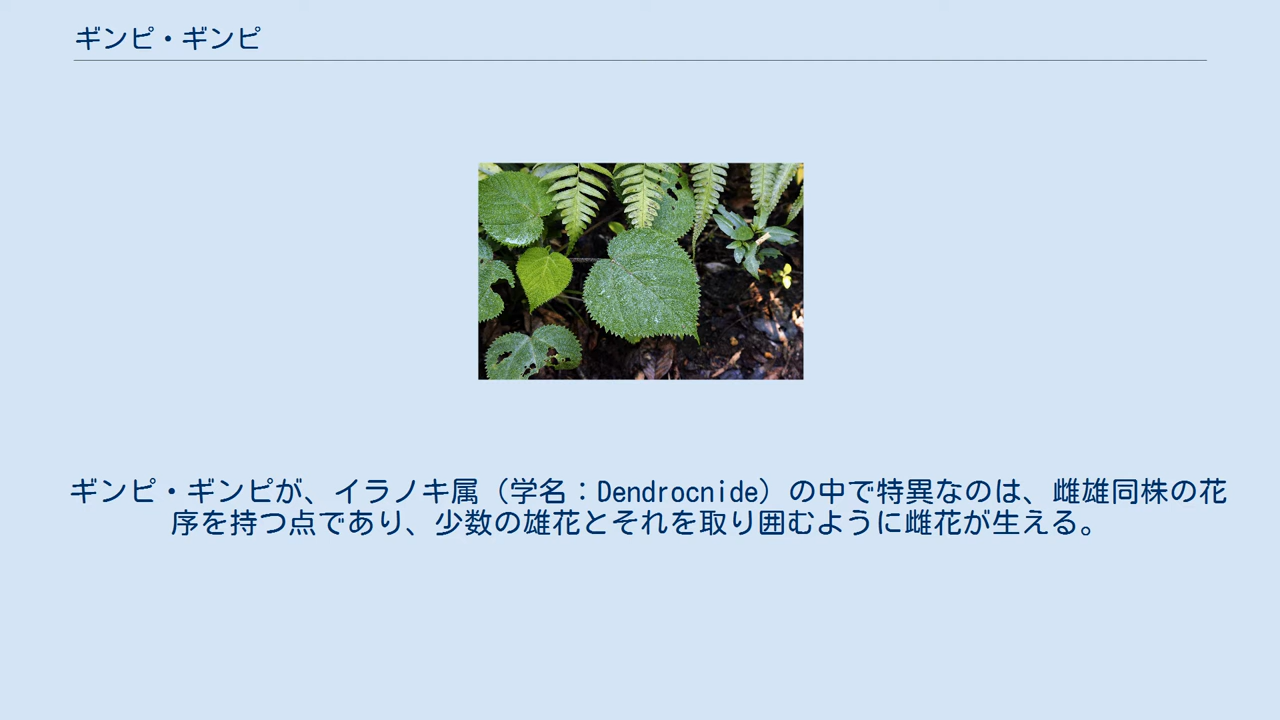 ギンピ・ギンピ
ギンピ・ギンピが、イラノキ属（学名：Dendrocnide）の中で特異なのは、雌雄同株の花
序を持つ点であり、少数の雄花とそれを取り囲むように雌花が生える。